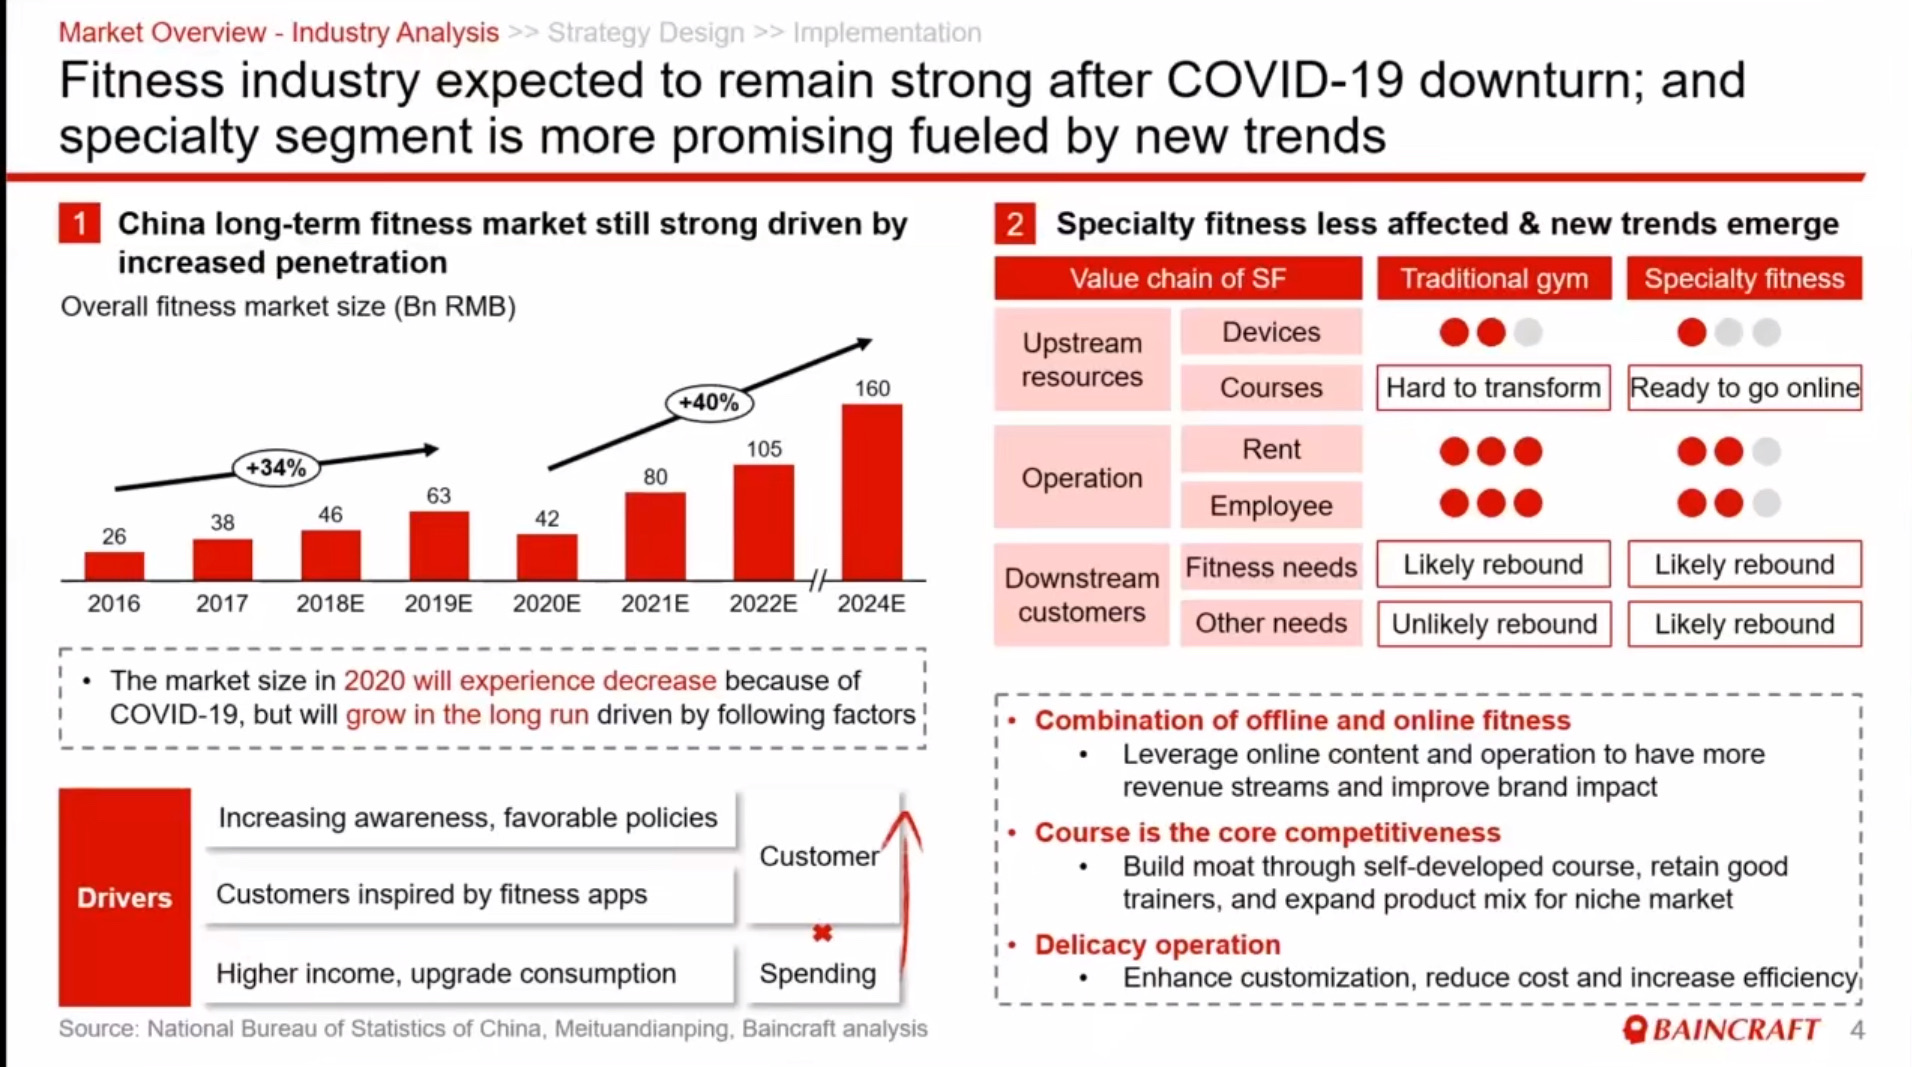 Market Overview - Industry Analysis >> Strategy Design >> Implementation
Fitness industry expected to remain strong after COVID-19 downturn; and
specialty segment is more promising fueled by new trends
1 China long-term fitness market still strong driven by
increased penetration
Overall fitness market size (Bn RMB)
+34%
+40%
26
38
46
63
42
80
105
160
2016
2017
2018E
2019E
2020E
2021E
2022E
2024E
• The market size in 2020 will experience decrease because of
COVID-19, but will grow in the long run driven by following factors
Drivers
Increasing awareness, favorable policies
Customers inspired by fitness apps
Higher income, upgrade consumption
Customer
Spending
Source: National Bureau of Statistics of China, Meituandianping, Baincraft analysis
2 Specialty fitness less affected & new trends emerge
Value chain of SF
Traditional gym
Specialty fitness
Upstream
resources
Devices
Courses
Hard to transform
Ready to go online
Operation
Rent
Employee
Downstream
customers
Fitness needs
Likely rebound
Likely rebound
Other needs
Unlikely rebound
Likely rebound
• Combination of offline and online fitness
• Leverage online content and operation to have more
revenue streams and improve brand impact
• Course is the core competitiveness
• Build moat through self-developed course, retain good
trainers, and expand product mix for niche market
• Delicacy operation
• Enhance customization, reduce cost and increase efficiency
BAINCRAFT 4